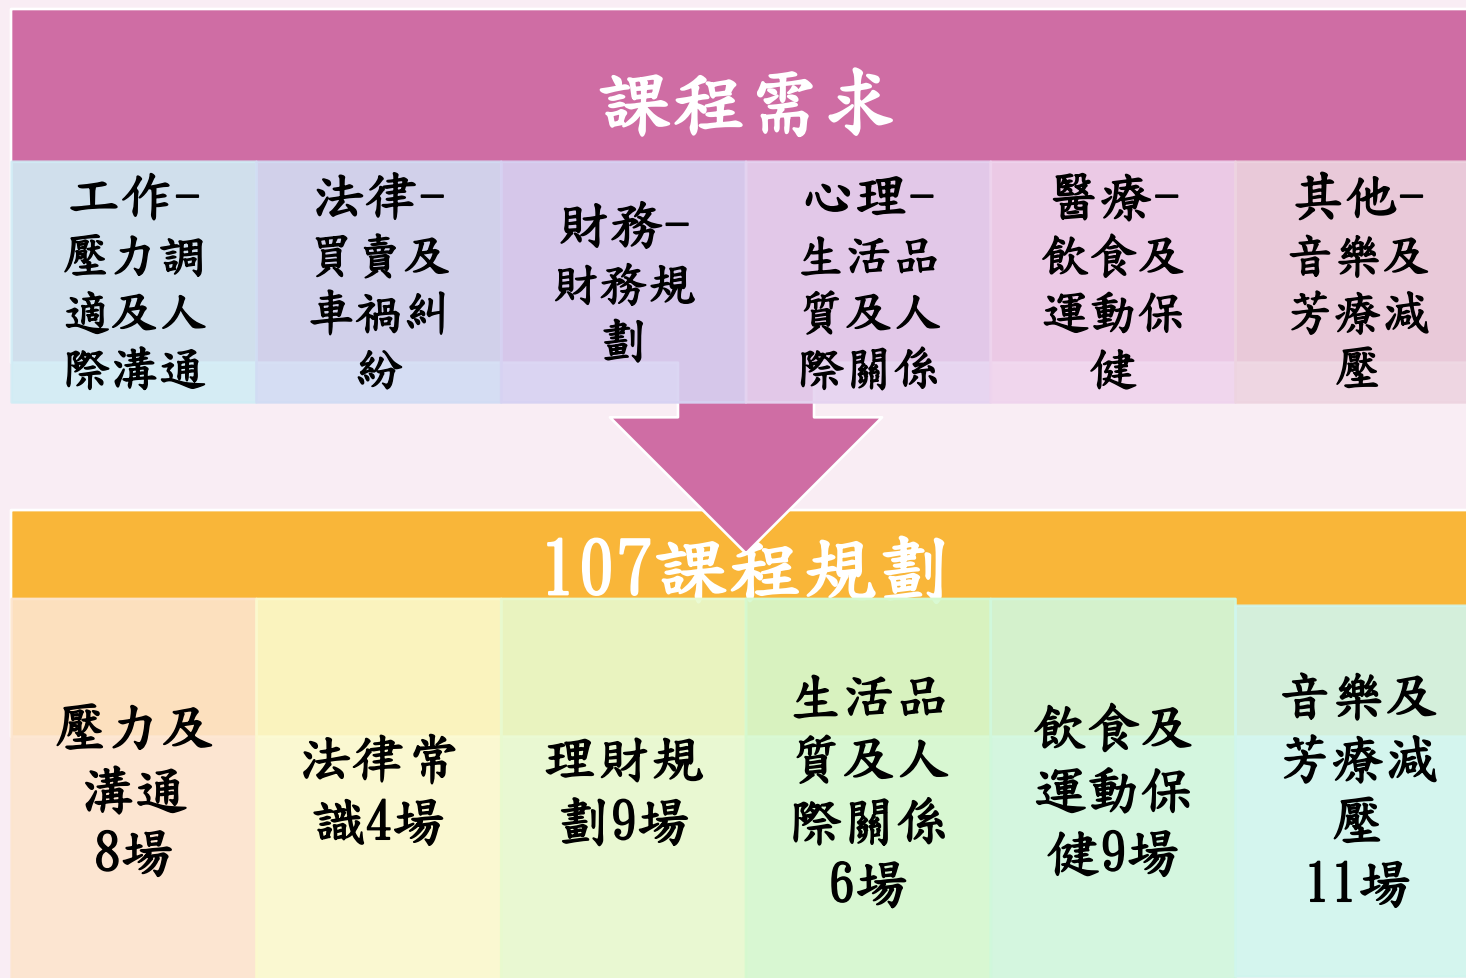 課程需求
工作-
壓力調
適及人
際溝通
法律-
買賣及
車禍糾
紛
財務-
財務規
劃
心理-
生活品
質及人
際關係
醫療-
飲食及
運動保
健
其他-
音樂及
芳療減
壓
107課程規劃
壓力及
溝通
8場
法律常
識4場
理財規
劃9場
生活品
質及人
際關係
6場
飲食及
運動保
健9場
音樂及
芳療減
壓
11場